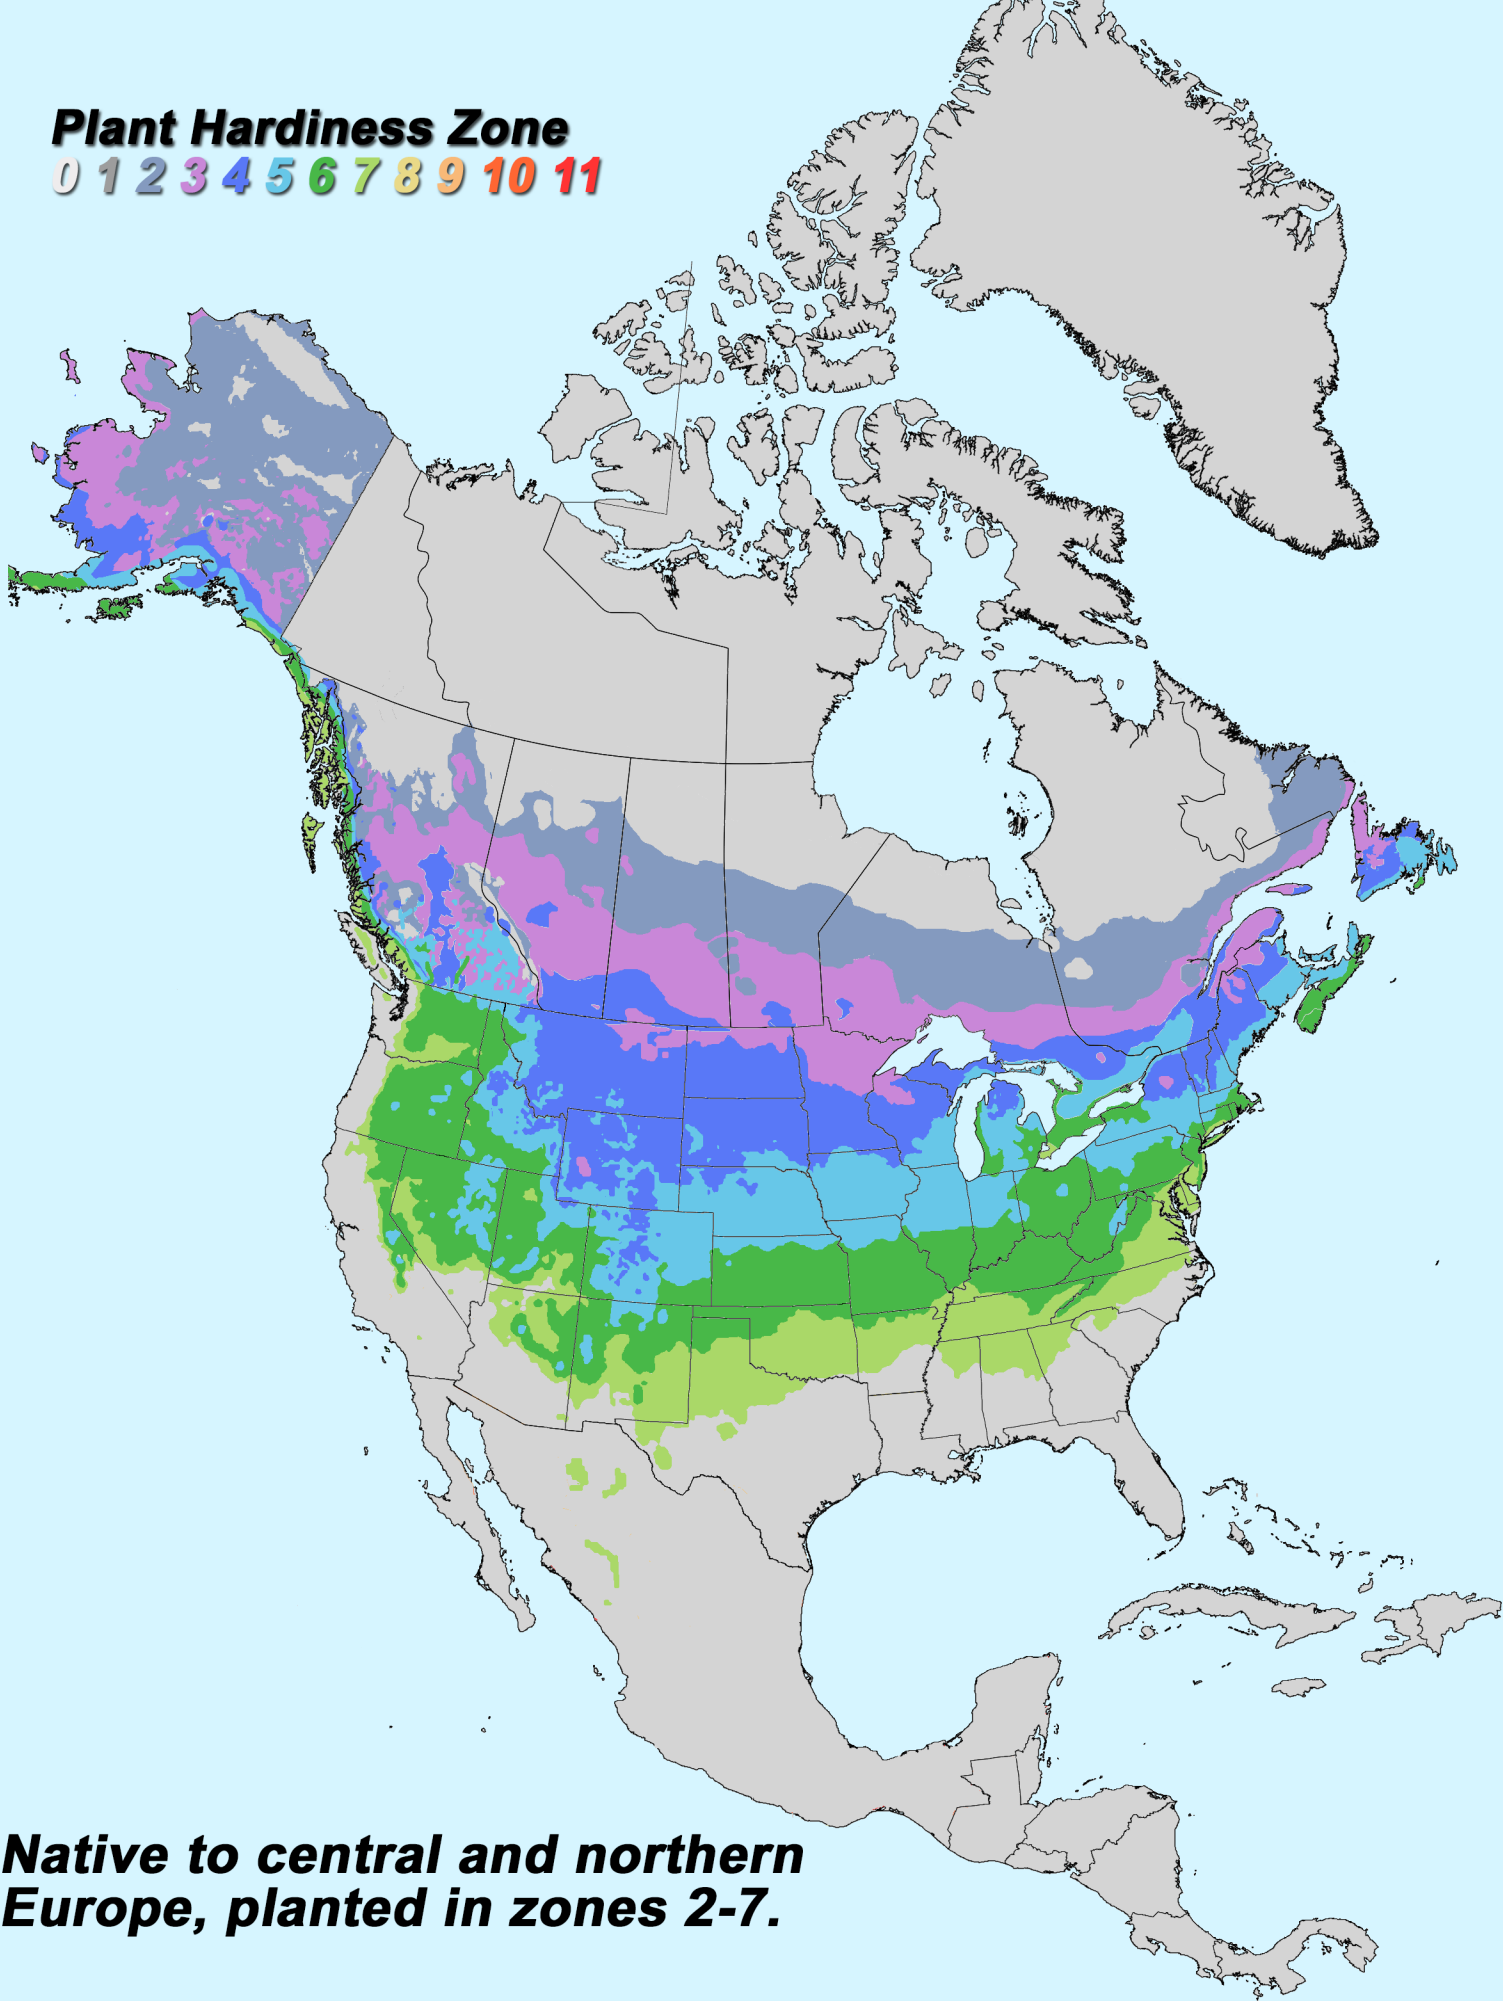 Plant Hardiness Zone
0 1 2 3 4 5 6 7 8 9 10 11
Native to central and northern
Europe, planted in zones 2-7.